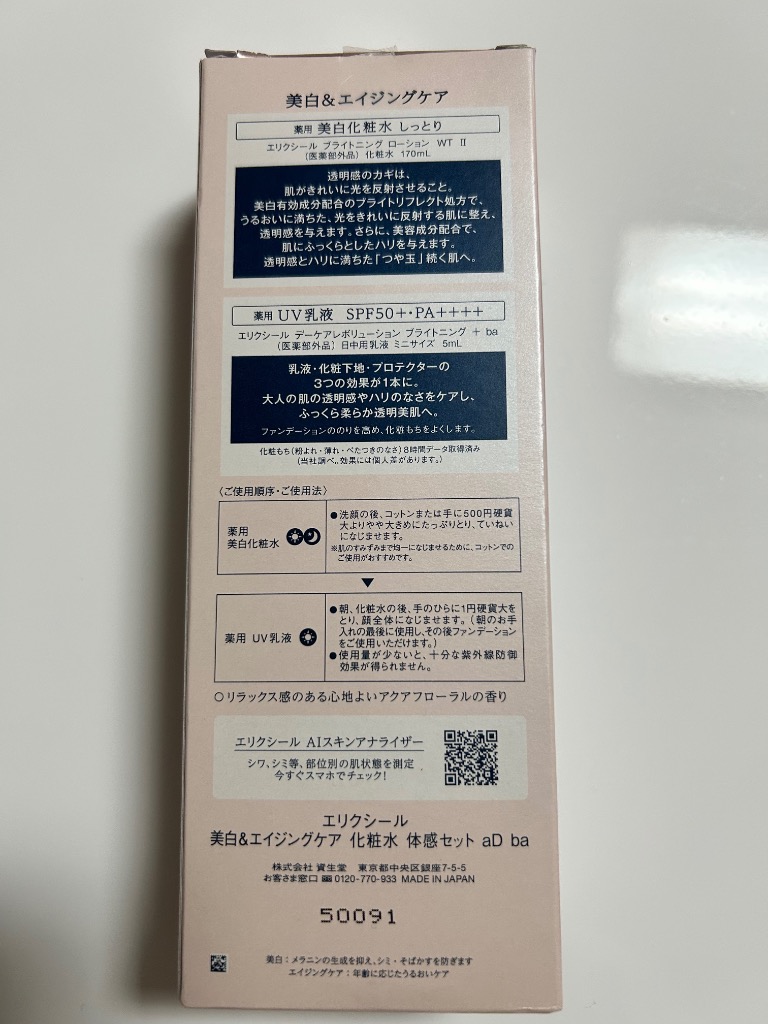 美白&エイジングケア
薬用 美白化粧水 しっとり
エリクシール ブライトニング ローション WT Ⅱ
(医薬部外品) 化粧水 170mL
透明感のカギは、
肌がきれいに光を反射させること。
美白有効成分配合のブライトリフレクト処方で、
うるおいに満ちた、光をきれいに反射する肌に整え、
透明感を与えます。さらに、美容成分配合で、
肌にふっくらとしたハリを与えます。
透明感とハリに満ちた「つや玉」続く肌へ。
薬用 UV乳液 SPF50+・PA++++
エリクシール デーケアレボリューション ブライトニング + ba
(医薬部外品) 日中用乳液 ミニサイズ 5mL
乳液・化粧下地・プロテクターの
3つの効果が1本に。
大人の肌の透明感やハリのなさをケアし、
ふっくら柔らか透明美肌へ。
ファンデーションののりを高め、化粧もちをよくします。
化粧もち(粉よれ・薄れ・べたつきのなさ)8時間データ取得済み
(当社調べ。効果には個人差があります。)
〈ご使用順序・ご使用法〉
薬用
美白化粧水
●洗顔の後、コットンまたは手に500円硬貨
大よりやや大きめにたっぷりとり、ていねい
になじませます。
※肌のすみずみまで均一になじませるために、コットンでの
ご使用がおすすめです。
薬用 UV乳液
●朝、化粧水の後、手のひらに1円硬貨大を
とり、顔全体になじませます。(朝のお手
入れの最後に使用し、その後ファンデーション
をご使用いただけます。)
●使用量が少ないと、十分な紫外線防御
効果が得られません。
○リラックス感のある心地よいアクアフローラルの香り
エリクシール AIスキンアナライザー
シワ、シミ等、部位別の肌状態を測定
今すぐスマホでチェック!
エリクシール
美白&エイジングケア 化粧水 体感セット aD ba
株式会社 資生堂 東京都中央区銀座7-5-5
お客さま窓口 0120-770-933 MADE IN JAPAN
50091
美白:メラニンの生成を抑え、シミ・そばかすを防ぎます
エイジングケア:年齢に応じたうるおいケア